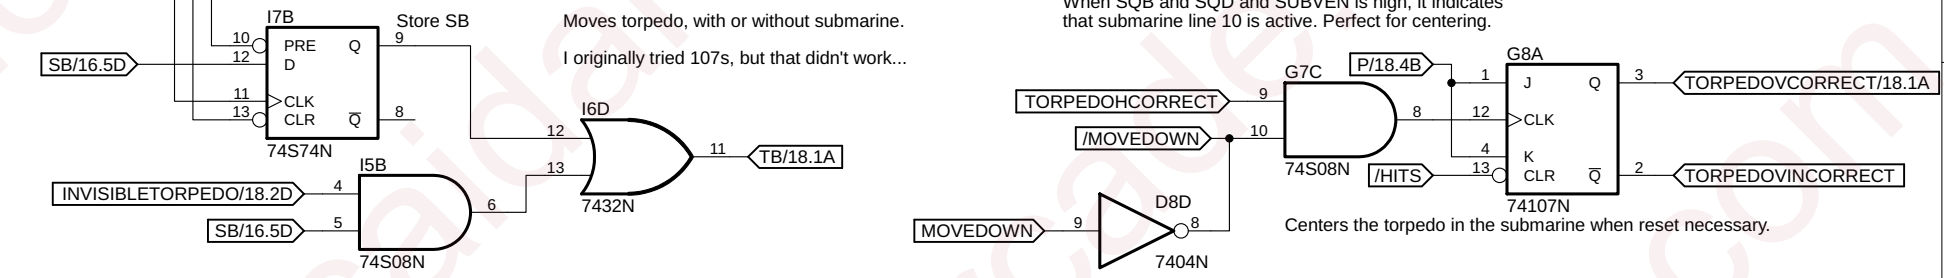 When SQB and SQD and SUBVEN is high, it indicates
that submarine line 10 is active. Perfect for centering.
I7B
Store SB
Moves torpedo, with or without submarine.
I originally tried 107s, but that didn't work...
10
PRE
Q
9
SB/16.5D
12
D
11
CLK
13
CLR
Q
8
74S74N
I6D
12
13
11
TB/18.1A
7432N
I5B
INVISIBLETORPEDO/18.2D
4
SB/16.5D
5
6
74S08N
G7C
TORPEDOHCORRECT
9
/MOVEDOWN
10
8
74S08N
P/18.4B
G8A
1
J
Q
3
TORPEDOVCORRECT/18.1A
12
CLK
4
K
/HITS
13
CLR
Q
2
TORPEDOVINCORRECT
74107N
D8D
MOVEDOWN
9
8
7404N
Centers the torpedo in the submarine when reset necessary.